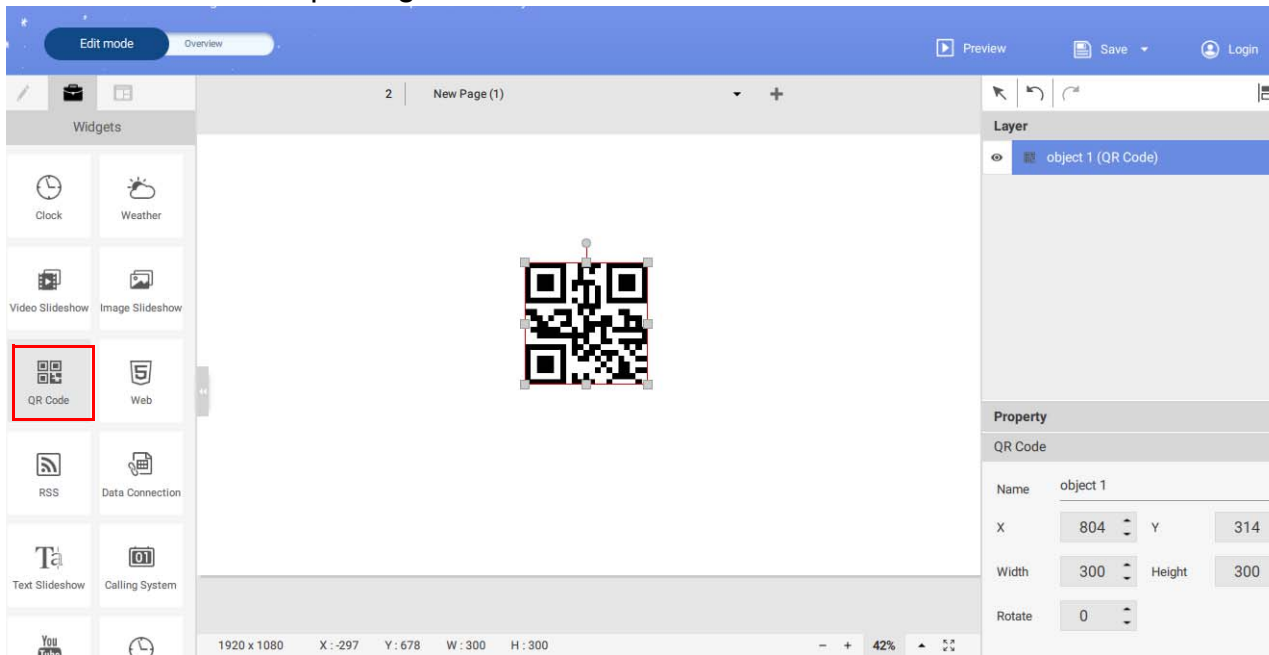 Edit mode Overview Preview Save Login
2 New Page (1) +
Widgets Layer
object 1 (QR Code)
Clock Weather
Video Slideshow Image Slideshow
QR Code Web
Property
QR Code
RSS Data Connection
Name object 1
X 804 Y 314
Text Slideshow Calling System
Width 300 Height 300
Rotate 0
You Tube
1920 x 1080 X : -297 Y : 678 W : 300 H : 300 - + 42%